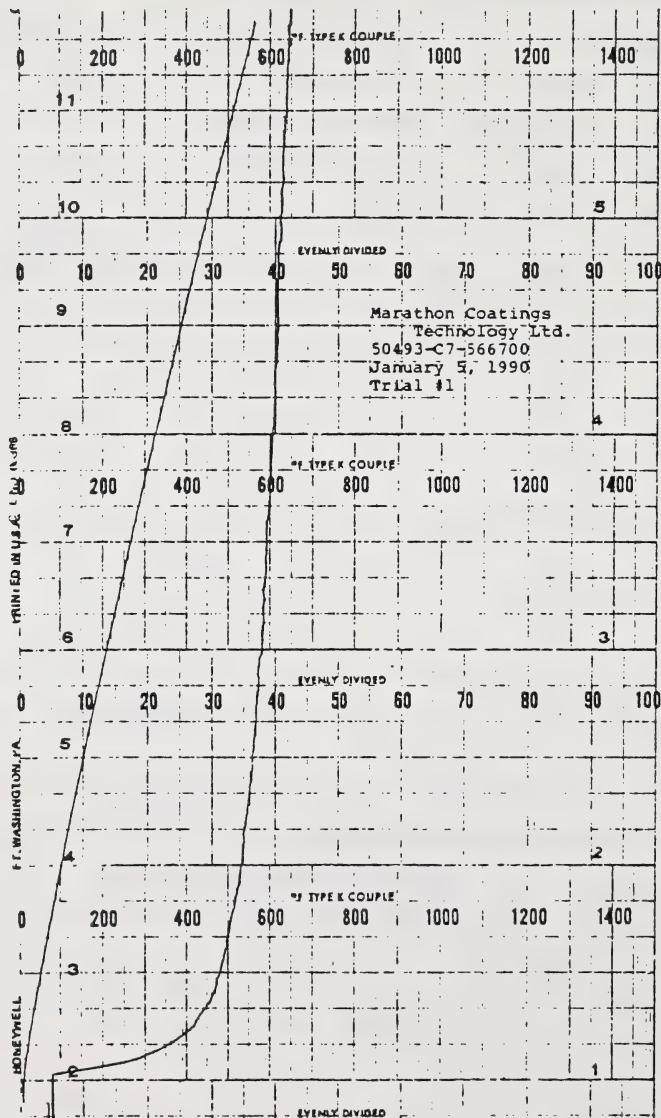 °F TYPE K COUPLE
0 200 400 600 800 1000 1200 1400
11
10 5
EVENLY DIVIDED
0 10 20 30 40 50 60 70 80 90 100
9
Marathon Coatings
Technology Ltd.
50493-C7-566700
January 5, 1990
Trial #1
8 4
°F TYPE K COUPLE
0 200 400 600 800 1000 1200 1400
7
PRINTED IN U.S.A.
6 3
EVENLY DIVIDED
0 10 20 30 40 50 60 70 80 90 100
5
FT. WASHINGTON, PA.
4 2
°F TYPE K COUPLE
0 200 400 600 800 1000 1200 1400
3
HONEYWELL
2 1
EVENLY DIVIDED